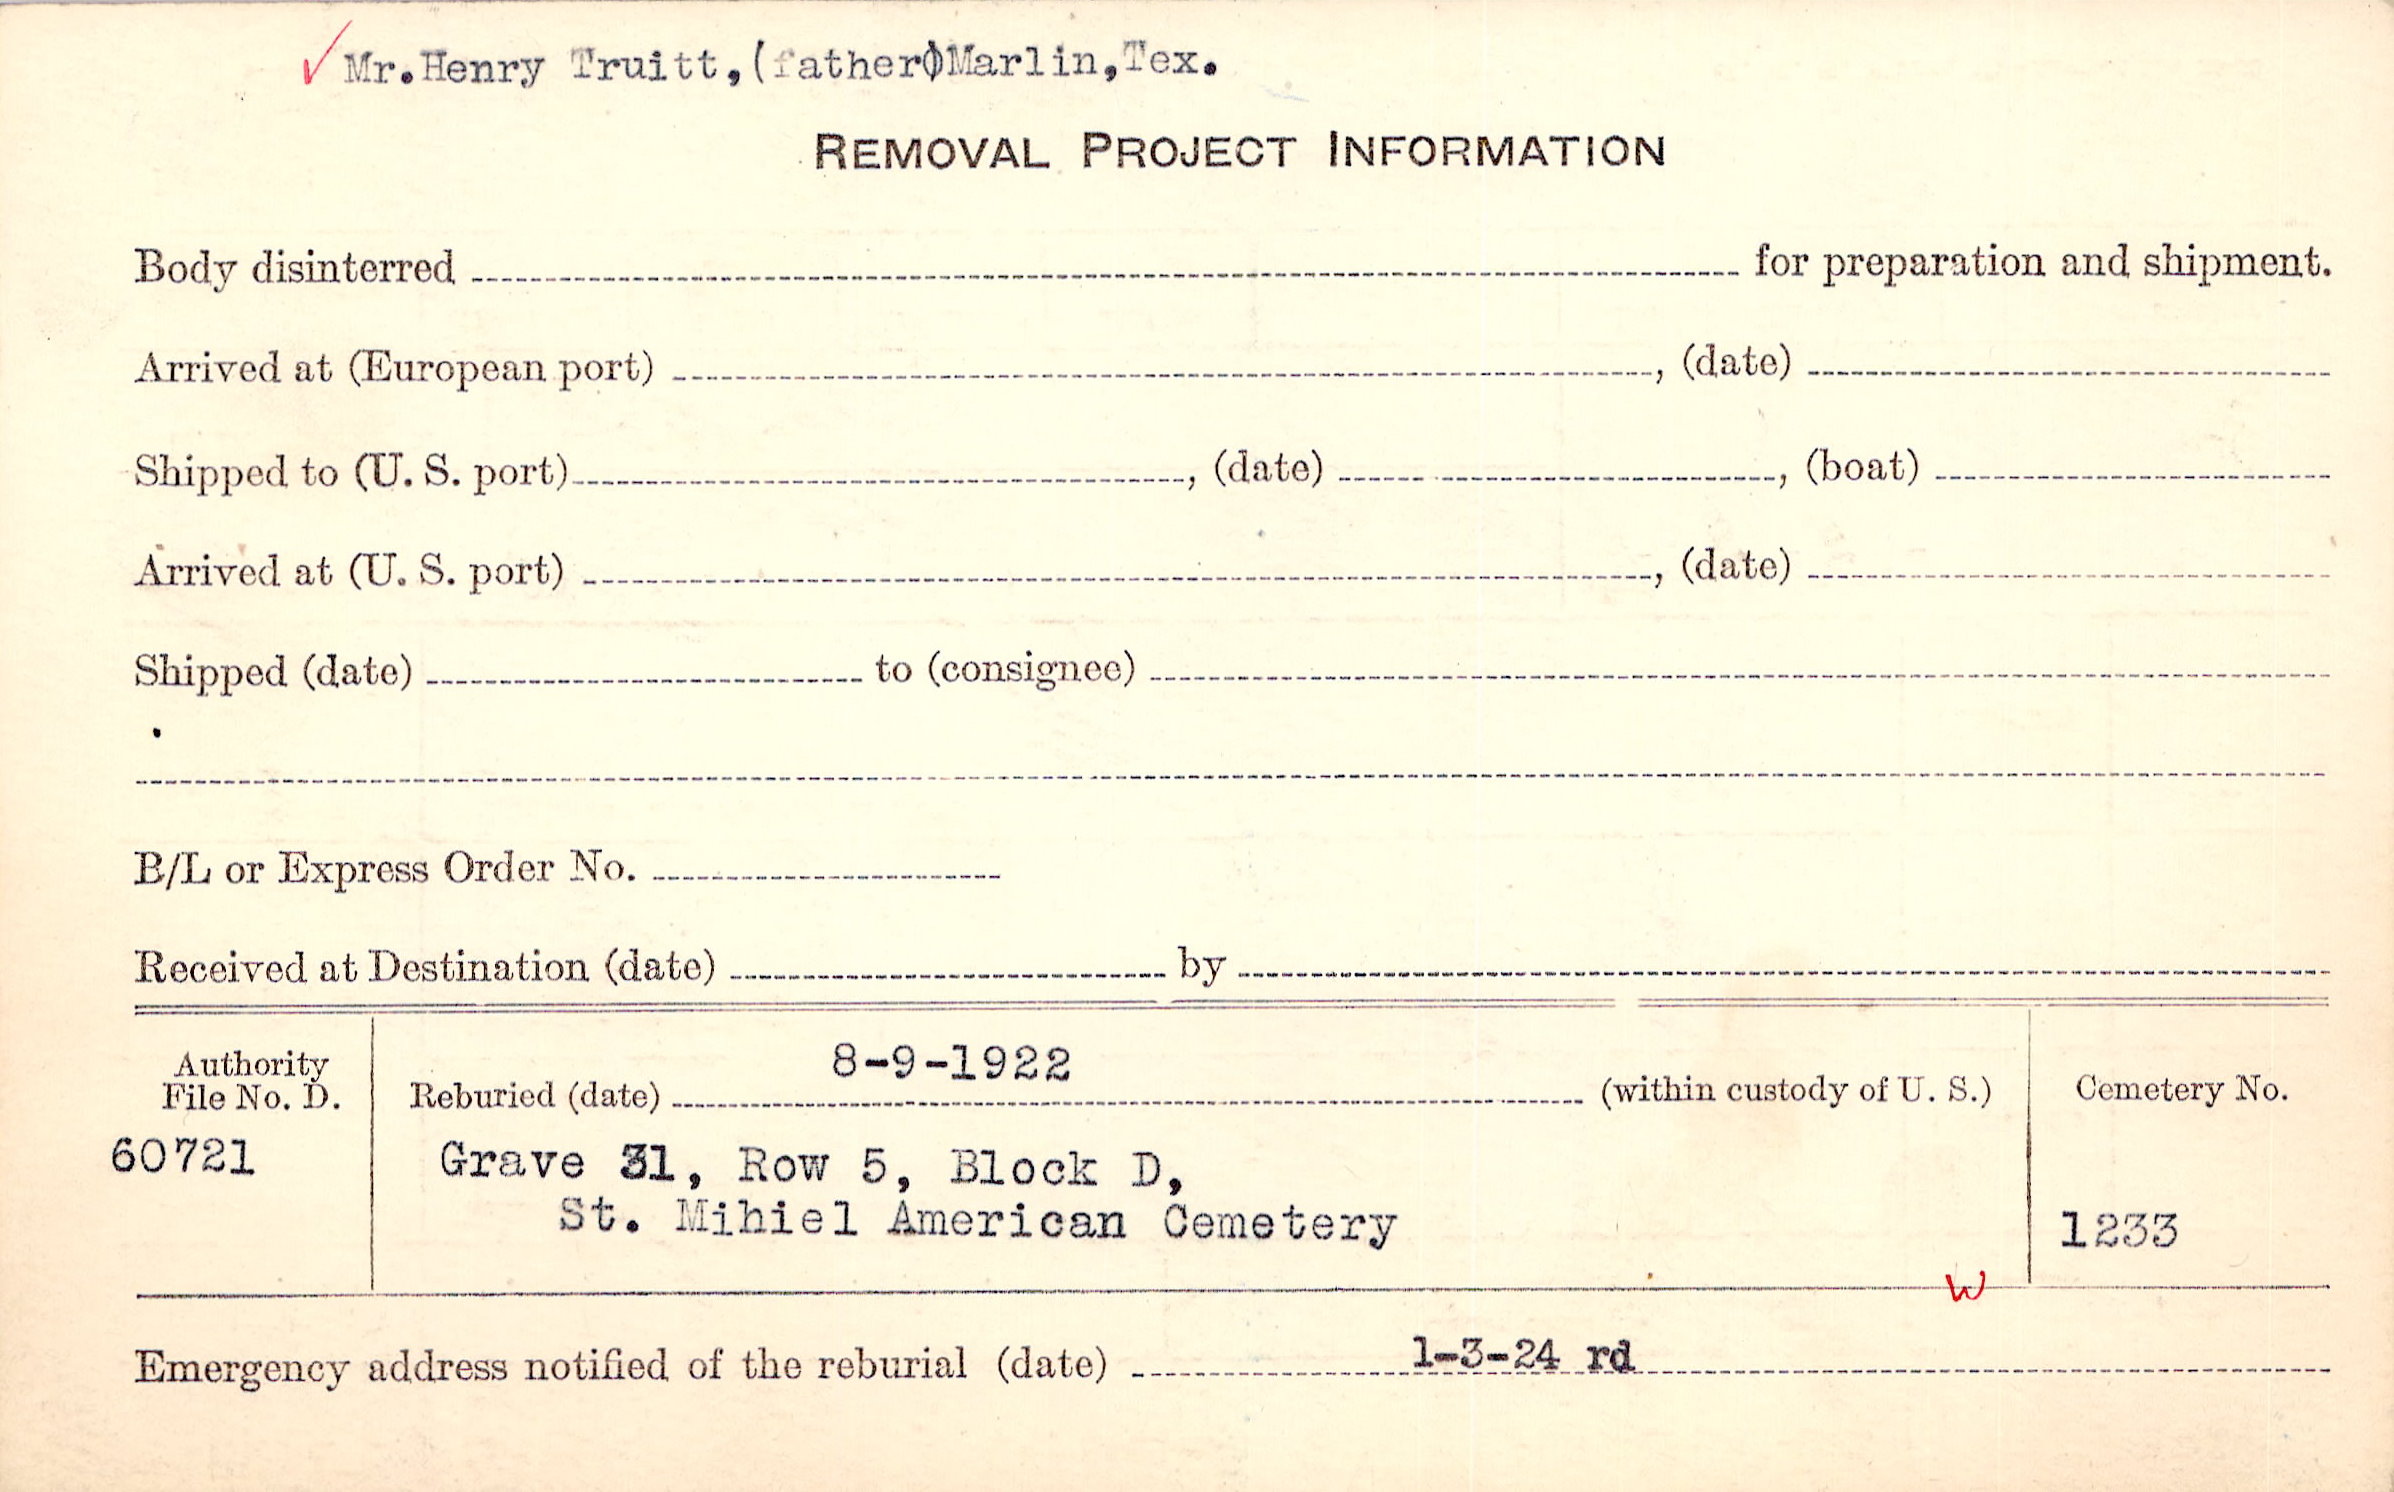 ✓ Mr.Henry Truitt,(father)Marlin,Tex.
REMOVAL PROJECT INFORMATION
Body disinterred for preparation and shipment.
Arrived at (European port) , (date)
Shipped to (U. S. port) , (date) , (boat)
Arrived at (U. S. port) , (date)
Shipped (date) to (consignee)
B/L or Express Order No.
Received at Destination (date) by
Authority
File No. D.
60721
8-9-1922
Reburied (date) (within custody of U. S.)
Grave 31, Row 5, Block D,
St. Mihiel American Cemetery
Cemetery No.
1233
W
Emergency address notified of the reburial (date) 1-3-24 rd